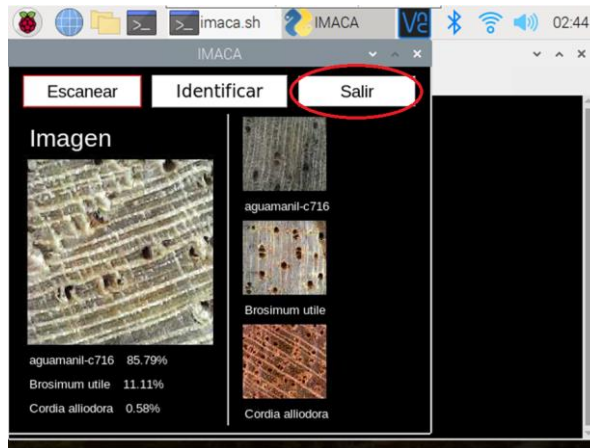 imaca.sh
IMACA
V2
02:44
IMACA
Escanear
Identificar
Salir
Imagen
aguamanil-c716 85.79%
Brosimum utile 11.11%
Cordia alliodora 0.58%
aguamanil-c716
Brosimum utile
Cordia alliodora